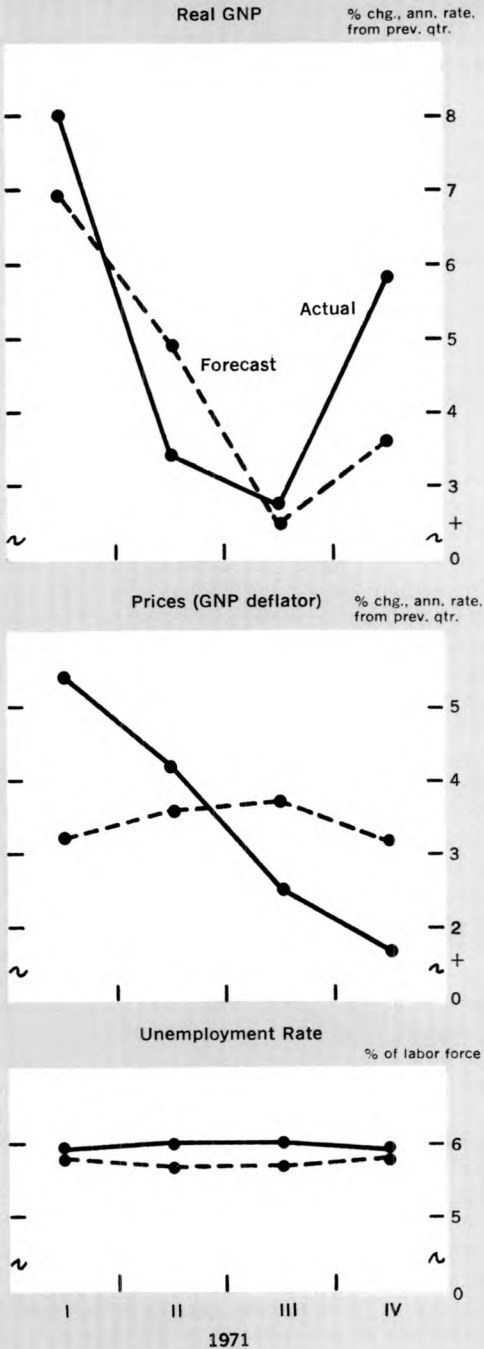 Real GNP
% chg., ann. rate,
from prev. qtr.
8
7
6
Actual
5
Forecast
4
3
+
0
Prices (GNP deflator)
% chg., ann. rate,
from prev. qtr.
5
4
3
2
+
0
Unemployment Rate
% of labor force
6
5
0
I II III IV
1971